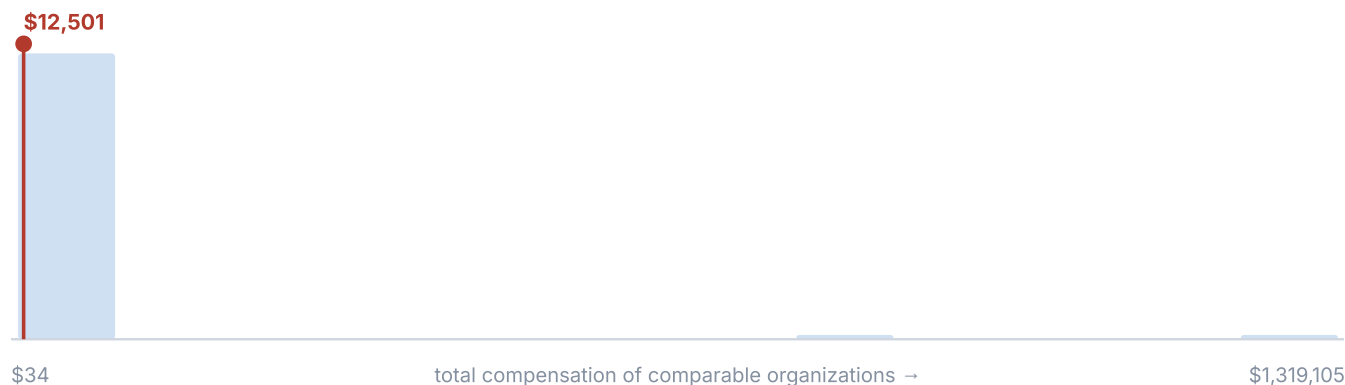 $12,501
$34 total compensation of comparable organizations → $1,319,105